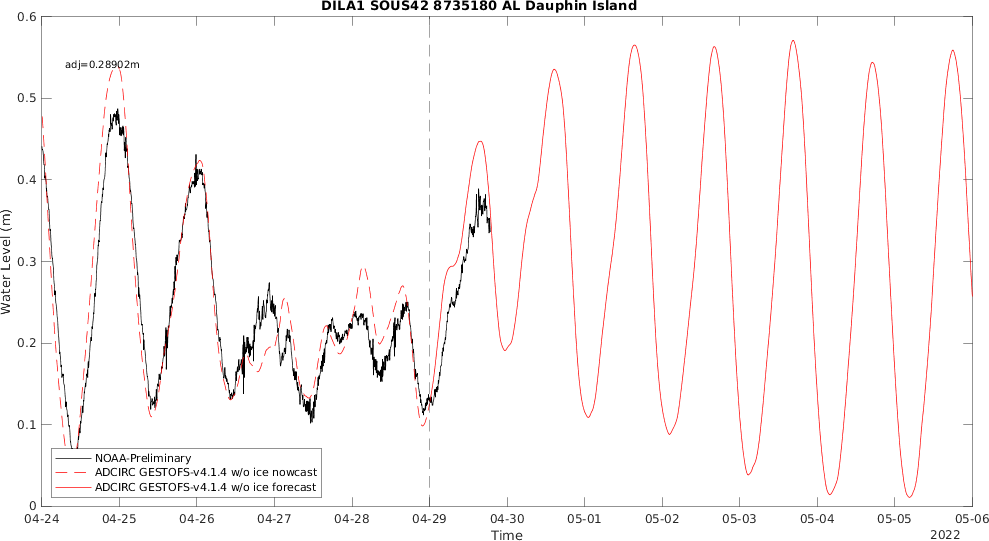 DILA1 SOUS42 8735180 AL Dauphin Island
0.6
adj=0.28902m
0.5
0.4
0.3
0.2
0.1
0
Water Level (m)
NOAA-Preliminary
ADCIRC GESTOFS-v4.1.4 w/o ice nowcast
ADCIRC GESTOFS-v4.1.4 w/o ice forecast
04-24 04-25 04-26 04-27 04-28 04-29 04-30 05-01 05-02 05-03 05-04 05-05 05-06
Time
2022